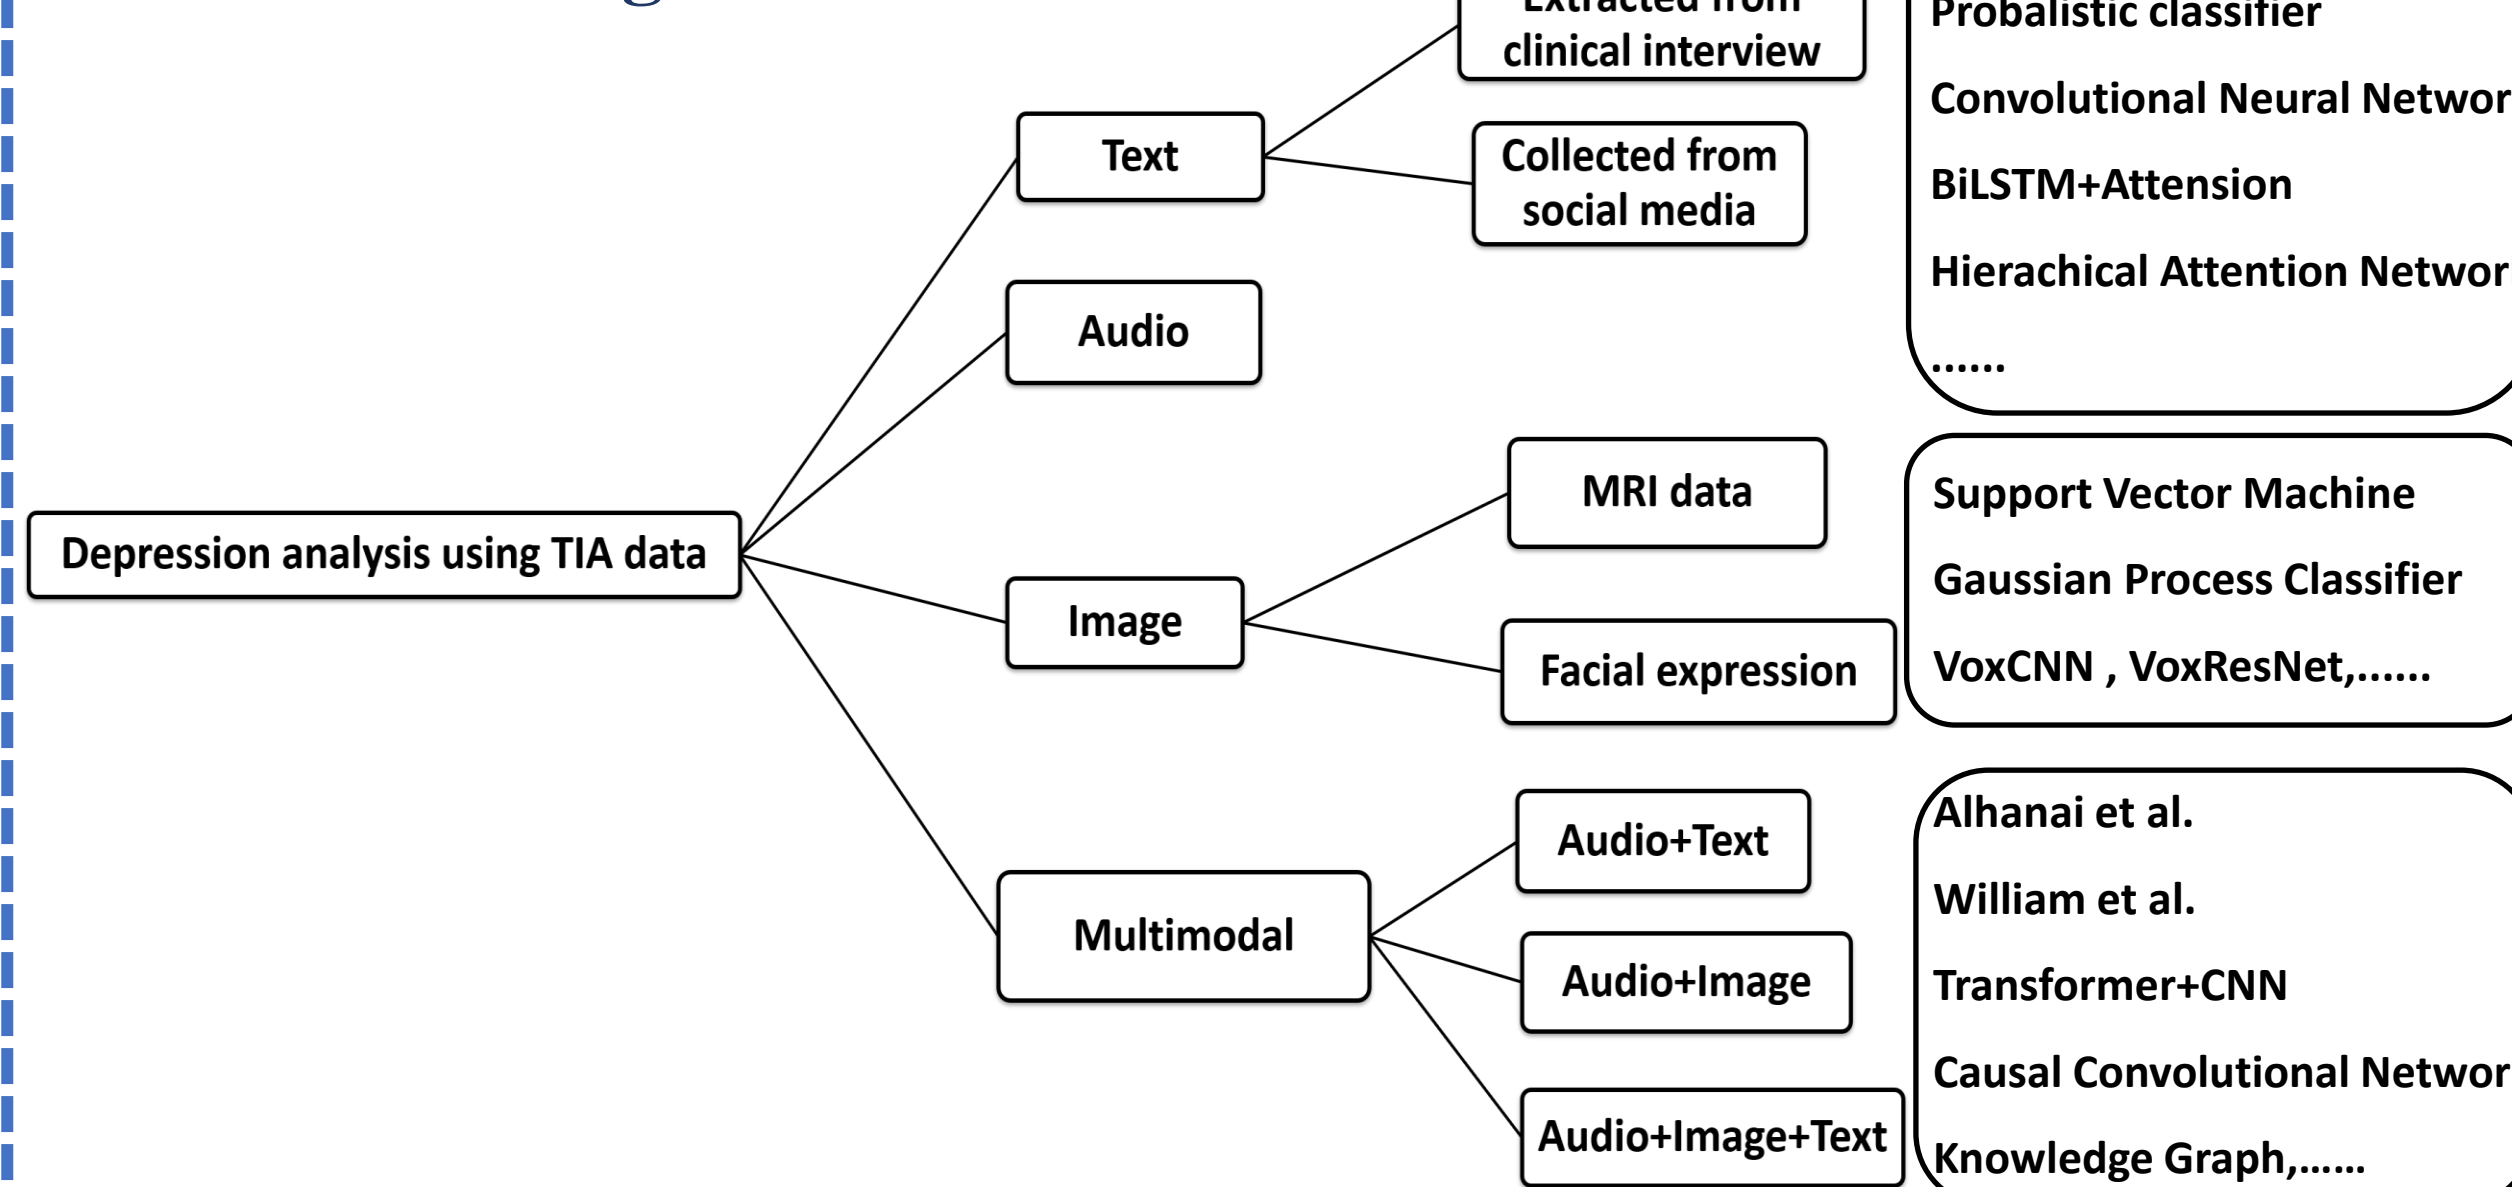 Extracted from
clinical interview
Text
Collected from
social media
Audio
Depression analysis using TIA data
MRI data
Image
Facial expression
Audio+Text
Multimodal
Audio+Image
Audio+Image+Text
Probalistic classifier
Convolutional Neural Networ
BiLSTM+Attension
Hierachical Attention Networ
......
Support Vector Machine
Gaussian Process Classifier
VoxCNN , VoxResNet,......
Alhanai et al.
William et al.
Transformer+CNN
Causal Convolutional Networ
Knowledge Graph,......